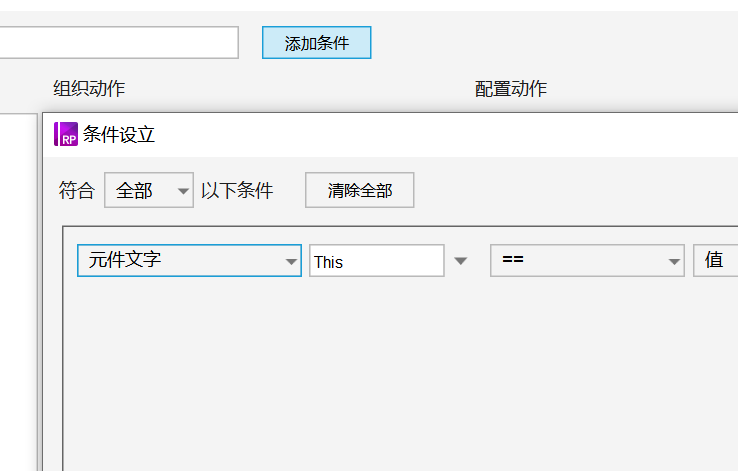 添加条件
组织动作 配置动作
RP 条件设立
符合 全部 以下条件 清除全部
元件文字 This == 值